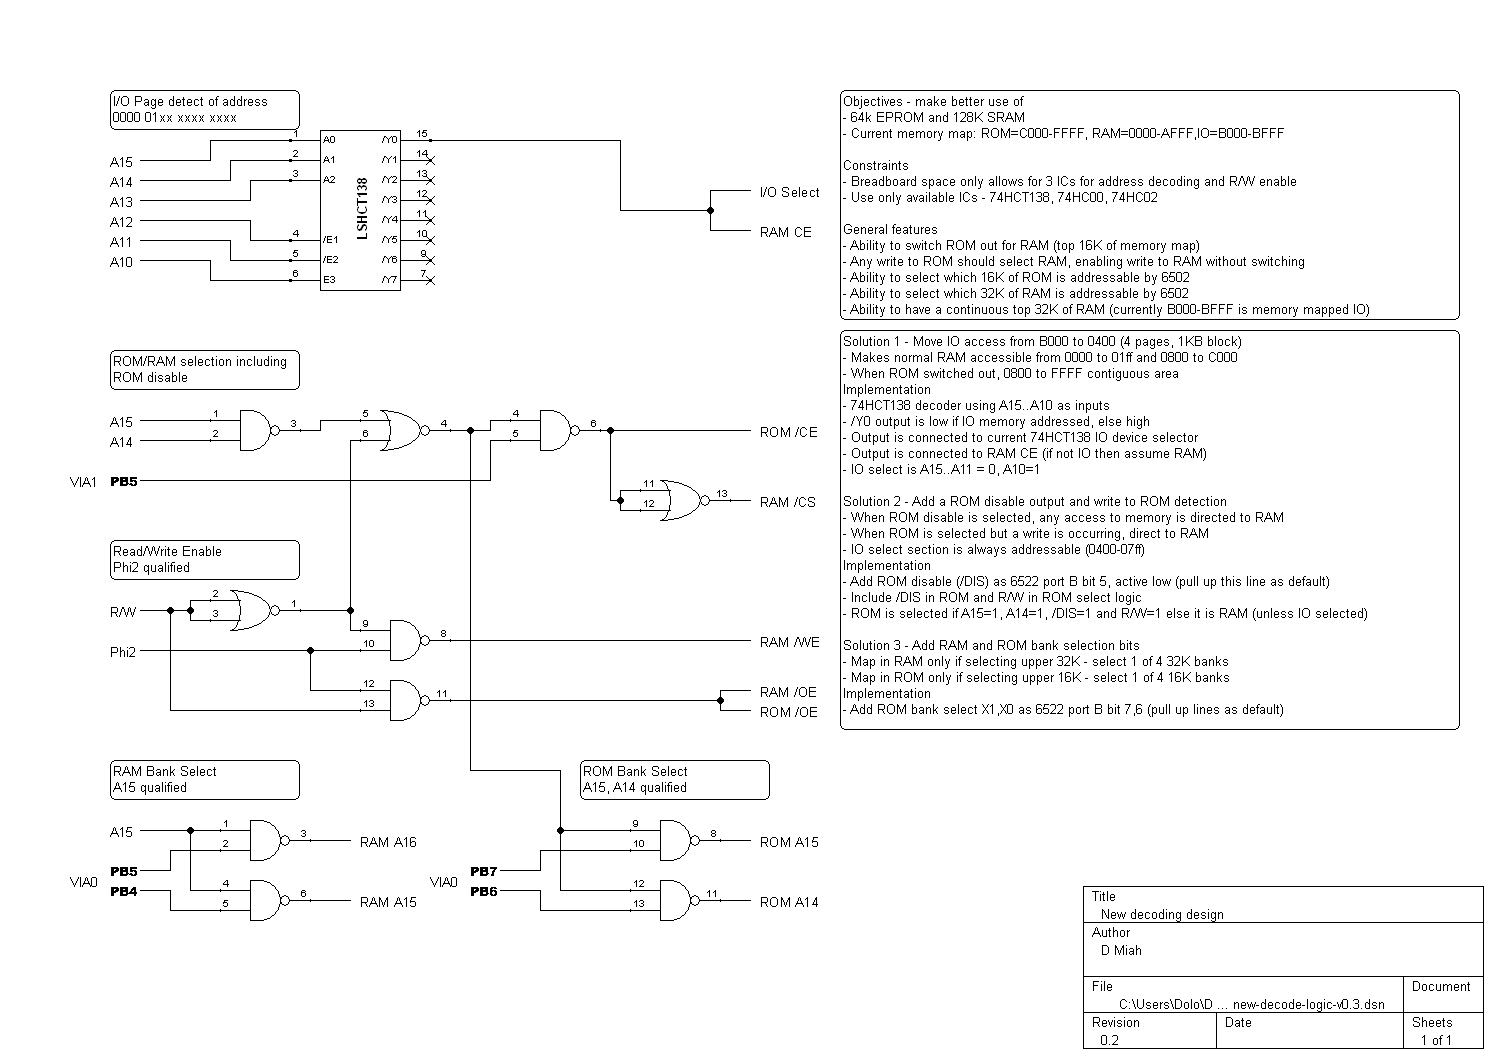 I/O Page detect of address
0000 01xx xxxx xxxx
A15
A14
A13
A12
A11
A10
1
2
3
4
5
6
A0
A1
A2
/E1
/E2
E3
LSHCT138
/Y0
/Y1
/Y2
/Y3
/Y4
/Y5
/Y6
/Y7
15
14
13
12
11
10
9
7
I/O Select
RAM CE
ROM/RAM selection including
ROM disable
A15
A14
VIA1 PB5
1
2
3
5
6
4
4
5
6
11
12
13
ROM /CE
RAM /CS
Read/Write Enable
Phi2 qualified
R/W
Phi2
2
3
1
9
10
8
12
13
11
RAM /WE
RAM /OE
ROM /OE
RAM Bank Select
A15 qualified
A15
VIA0
PB5
PB4
1
2
3
4
5
6
RAM A16
RAM A15
ROM Bank Select
A15, A14 qualified
VIA0
PB7
PB6
9
10
8
12
13
11
ROM A15
ROM A14
Objectives - make better use of
- 64k EPROM and 128K SRAM
- Current memory map: ROM=C000-FFFF, RAM=0000-AFFF,IO=B000-BFFF
Constraints
- Breadboard space only allows for 3 ICs for address decoding and R/W enable
- Use only available ICs - 74HCT138, 74HC00, 74HC02
General features
- Ability to switch ROM out for RAM (top 16K of memory map)
- Any write to ROM should select RAM, enabling write to RAM without switching
- Ability to select which 16K of ROM is addressable by 6502
- Ability to select which 32K of RAM is addressable by 6502
- Ability to have a continuous top 32K of RAM (currently B000-BFFF is memory mapped IO)
Solution 1 - Move IO access from B000 to 0400 (4 pages, 1KB block)
- Makes normal RAM accessible from 0000 to 01ff and 0800 to C000
- When ROM switched out, 0800 to FFFF contiguous area
Implementation
- 74HCT138 decoder using A15..A10 as inputs
- /Y0 output is low if IO memory addressed, else high
- Output is connected to current 74HCT138 IO device selector
- Output is connected to RAM CE (if not IO then assume RAM)
- IO select is A15..A11 = 0, A10=1
Solution 2 - Add a ROM disable output and write to ROM detection
- When ROM disable is selected, any access to memory is directed to RAM
- When ROM is selected but a write is occurring, direct to RAM
- IO select section is always addressable (0400-07ff)
Implementation
- Add ROM disable (/DIS) as 6522 port B bit 5, active low (pull up this line as default)
- Include /DIS in ROM and R/W in ROM select logic
- ROM is selected if A15=1, A14=1, /DIS=1 and R/W=1 else it is RAM (unless IO selected)
Solution 3 - Add RAM and ROM bank selection bits
- Map in RAM only if selecting upper 32K - select 1 of 4 32K banks
- Map in ROM only if selecting upper 16K - select 1 of 4 16K banks
Implementation
- Add ROM bank select X1,X0 as 6522 port B bit 7,6 (pull up lines as default)
Title
New decoding design
Author
D Miah
File
C:\Users\Dolo\D ... new-decode-logic-v0.3.dsn
Document
Revision
0.2
Date
Sheets
1 of 1